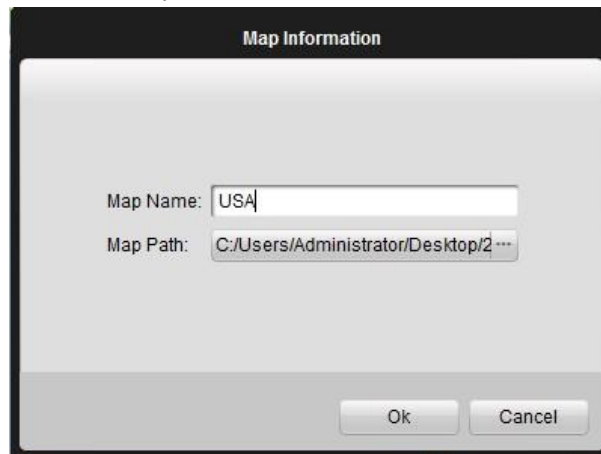 Map Information
Map Name: USA
Map Path: C:/Users/Administrator/Desktop/2 ...
Ok Cancel